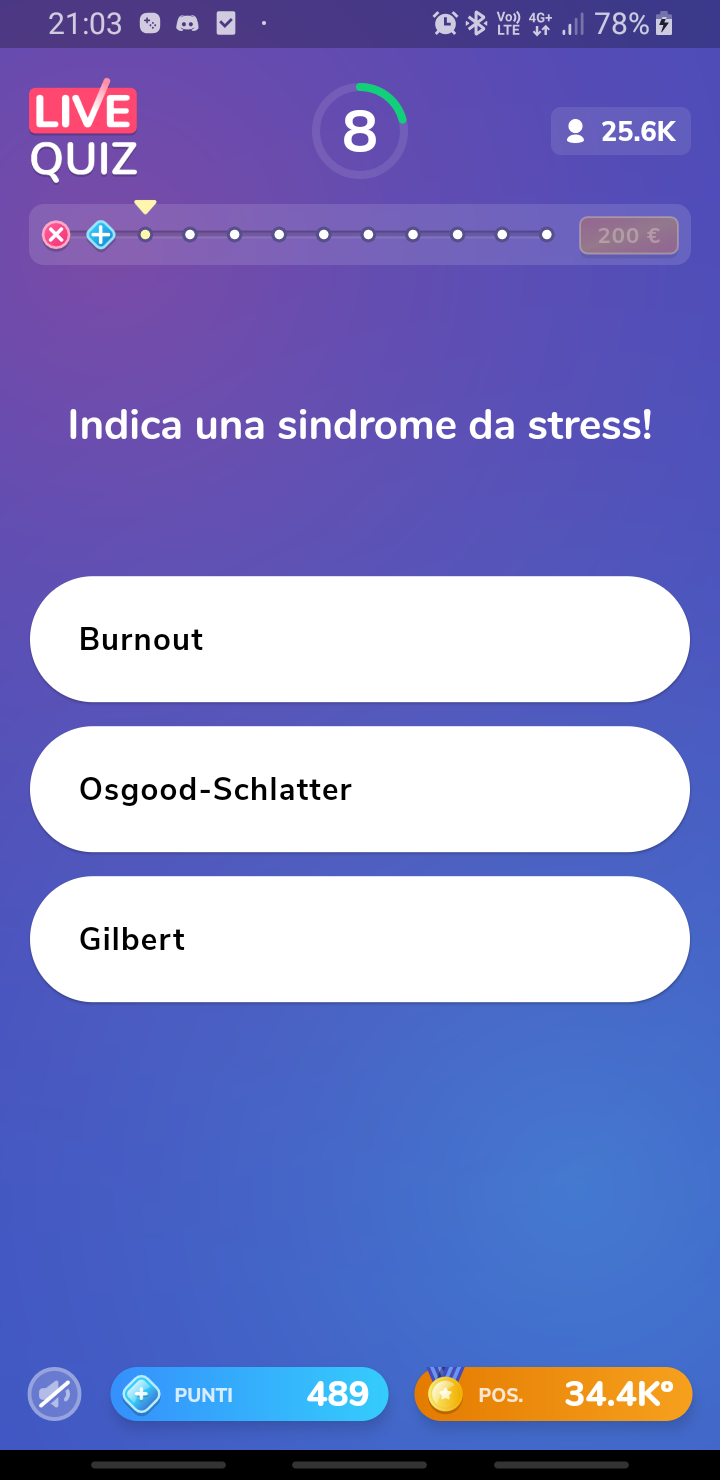 21:03
Vo)) LTE 4G+ 78%
LIVE
QUIZ
8
25.6K
200 €
Indica una sindrome da stress!
Burnout
Osgood-Schlatter
Gilbert
PUNTI 489
POS. 34.4K°